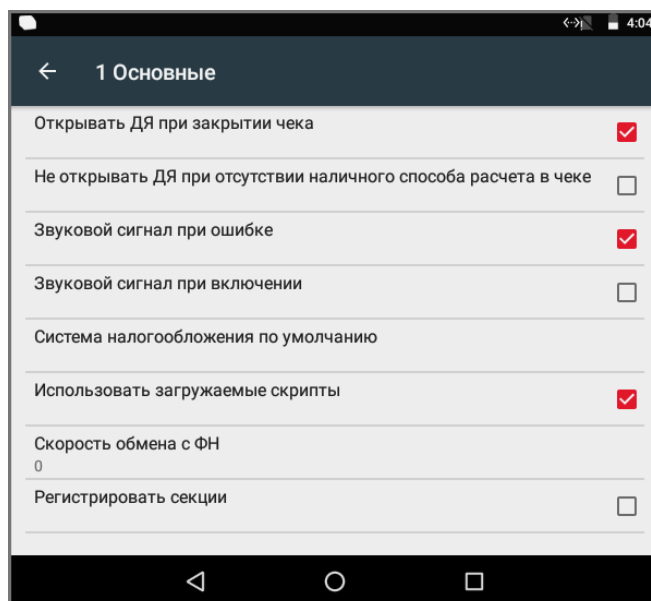 4:04
1 Основные
Открывать ДЯ при закрытии чека
Не открывать ДЯ при отсутствии наличного способа расчета в чеке
Звуковой сигнал при ошибке
Звуковой сигнал при включении
Система налогообложения по умолчанию
Использовать загружаемые скрипты
Скорость обмена с ФН
0
Регистрировать секции